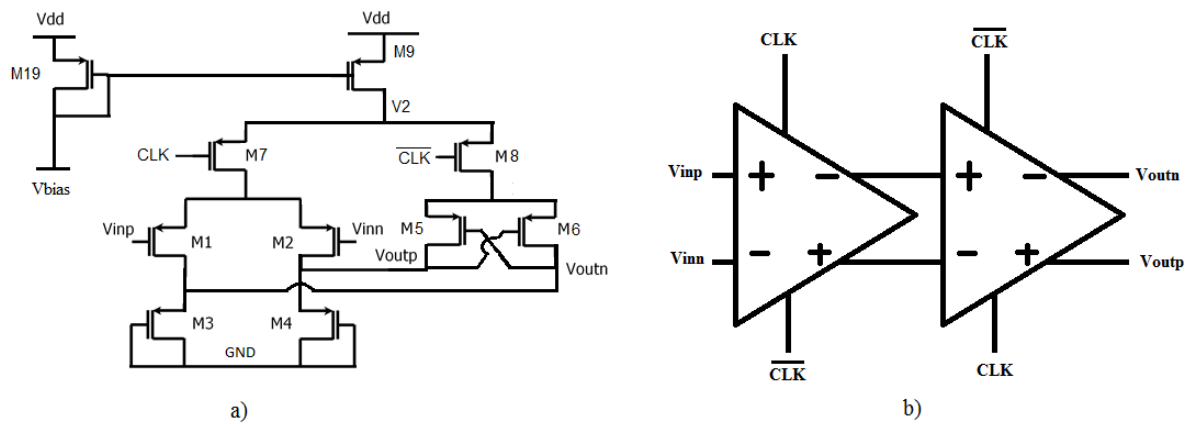 Vdd
Vdd
M19
M9
V2
CLK
M7
CLK
M8
Vbias
Vinp
M1
M2
Vinn
M5
M6
Voutp
Voutn
M3
M4
GND
a)
CLK
CLK
Vinp
+
−
+
−
Voutn
Vinn
−
+
−
+
Voutp
CLK
CLK
b)